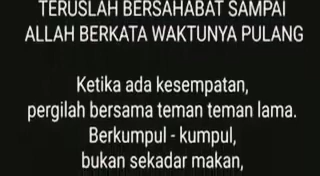 TERUSLAH BERSAHABAT SAMPAI
ALLAH BERKATA WAKTUNYA PULANG
Ketika ada kesempatan,
pergilah bersama teman teman lama.
Berkumpul - kumpul,
bukan sekadar makan,